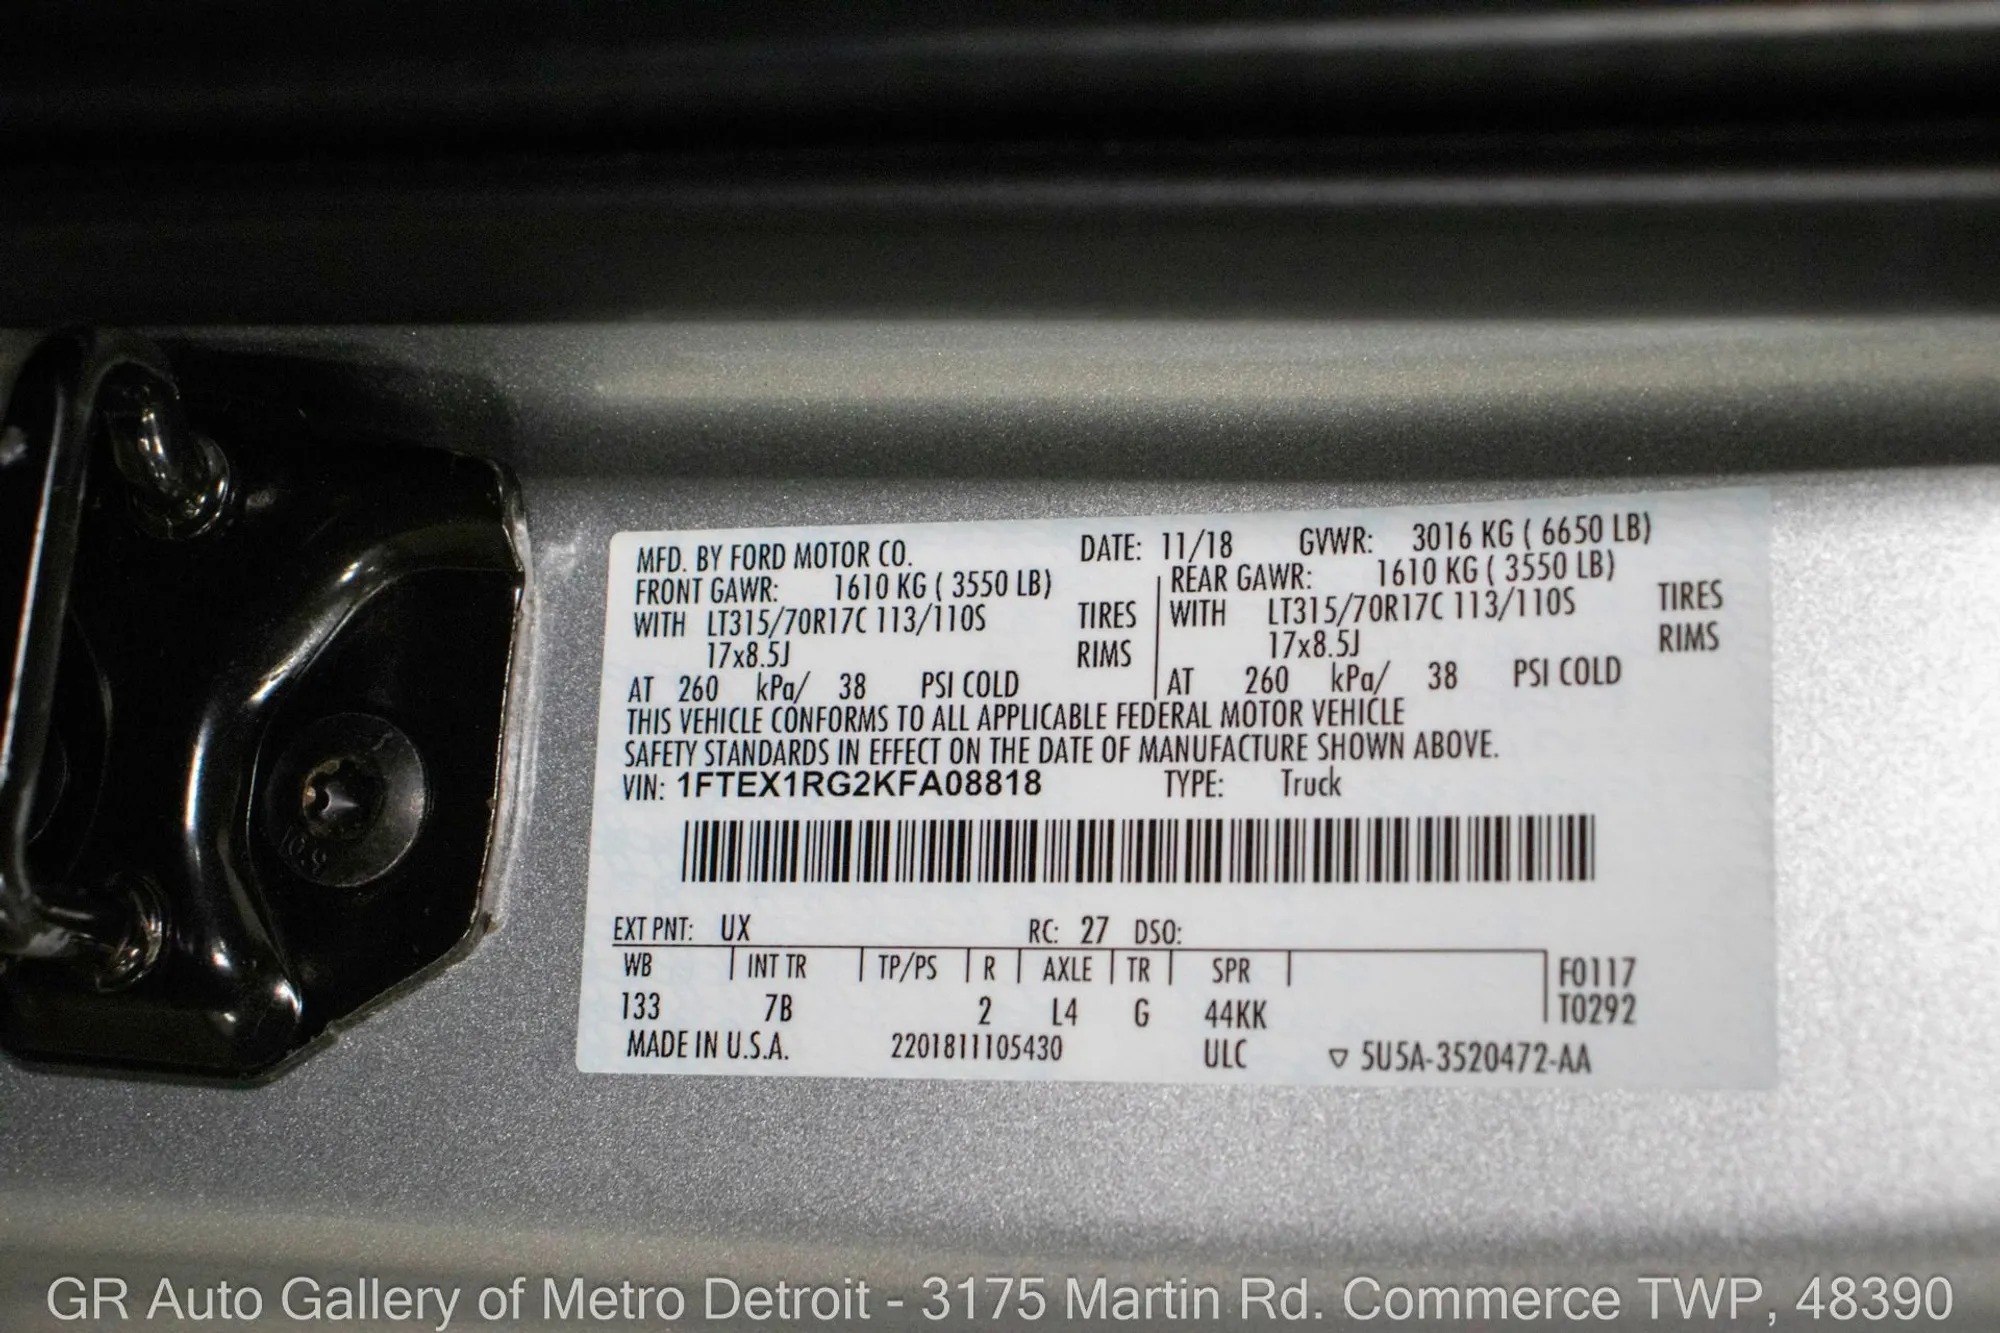 MFD. BY FORD MOTOR CO. DATE: 11/18 GVWR: 3016 KG ( 6650 LB)
FRONT GAWR: 1610 KG ( 3550 LB) REAR GAWR: 1610 KG ( 3550 LB)
WITH LT315/70R17C 113/110S TIRES WITH LT315/70R17C 113/110S TIRES
17x8.5J RIMS 17x8.5J RIMS
AT 260 kPa/ 38 PSI COLD AT 260 kPa/ 38 PSI COLD
THIS VEHICLE CONFORMS TO ALL APPLICABLE FEDERAL MOTOR VEHICLE
SAFETY STANDARDS IN EFFECT ON THE DATE OF MANUFACTURE SHOWN ABOVE.
VIN: 1FTEX1RG2KFA08818 TYPE: Truck
EXT PNT: UX RC: 27 DSO:
WB INT TR TP/PS R AXLE TR SPR F0117
133 7B 2 L4 G 44KK T0292
MADE IN U.S.A. 2201811105430 ULC ▽ 5U5A-3520472-AA
10.9
GR Auto Gallery of Metro Detroit - 3175 Martin Rd. Commerce TWP, 48390